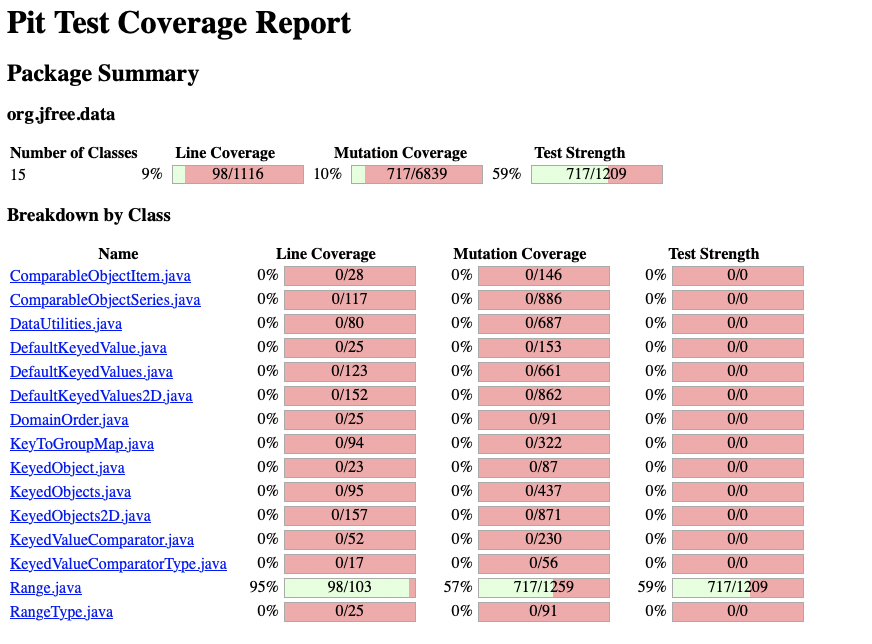 Pit Test Coverage Report
Package Summary
org.jfree.data
Number of Classes Line Coverage Mutation Coverage Test Strength
15 9% 98/1116 10% 717/6839 59% 717/1209
Breakdown by Class
Name Line Coverage Mutation Coverage Test Strength
ComparableObjectItem.java 0% 0/28 0% 0/146 0% 0/0
ComparableObjectSeries.java 0% 0/117 0% 0/886 0% 0/0
DataUtilities.java 0% 0/80 0% 0/687 0% 0/0
DefaultKeyedValue.java 0% 0/25 0% 0/153 0% 0/0
DefaultKeyedValues.java 0% 0/123 0% 0/661 0% 0/0
DefaultKeyedValues2D.java 0% 0/152 0% 0/862 0% 0/0
DomainOrder.java 0% 0/25 0% 0/91 0% 0/0
KeyToGroupMap.java 0% 0/94 0% 0/322 0% 0/0
KeyedObject.java 0% 0/23 0% 0/87 0% 0/0
KeyedObjects.java 0% 0/95 0% 0/437 0% 0/0
KeyedObjects2D.java 0% 0/157 0% 0/871 0% 0/0
KeyedValueComparator.java 0% 0/52 0% 0/230 0% 0/0
KeyedValueComparatorType.java 0% 0/17 0% 0/56 0% 0/0
Range.java 95% 98/103 57% 717/1259 59% 717/1209
RangeType.java 0% 0/25 0% 0/91 0% 0/0